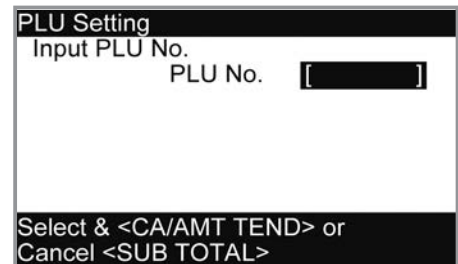 PLU Setting
Input PLU No.
PLU No. [ ]
Select & <CA/AMT TEND> or
Cancel <SUB TOTAL>